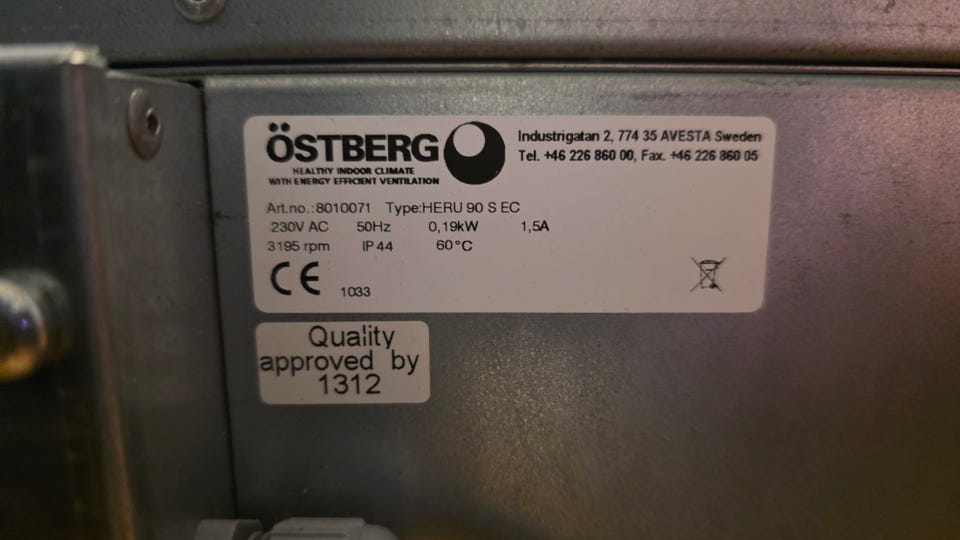 ÖSTBERG
HEALTHY INDOOR CLIMATE
WITH ENERGY EFFICIENT VENTILATION
Industrigatan 2, 774 35 AVESTA Sweden
Tel. +46 226 860 00, Fax. +46 226 860 05
Art.no.:8010071 Type:HERU 90 S EC
230V AC 50Hz 0,19kW 1,5A
3195 rpm IP 44 60°C
CE 1033
Quality
approved by
1312